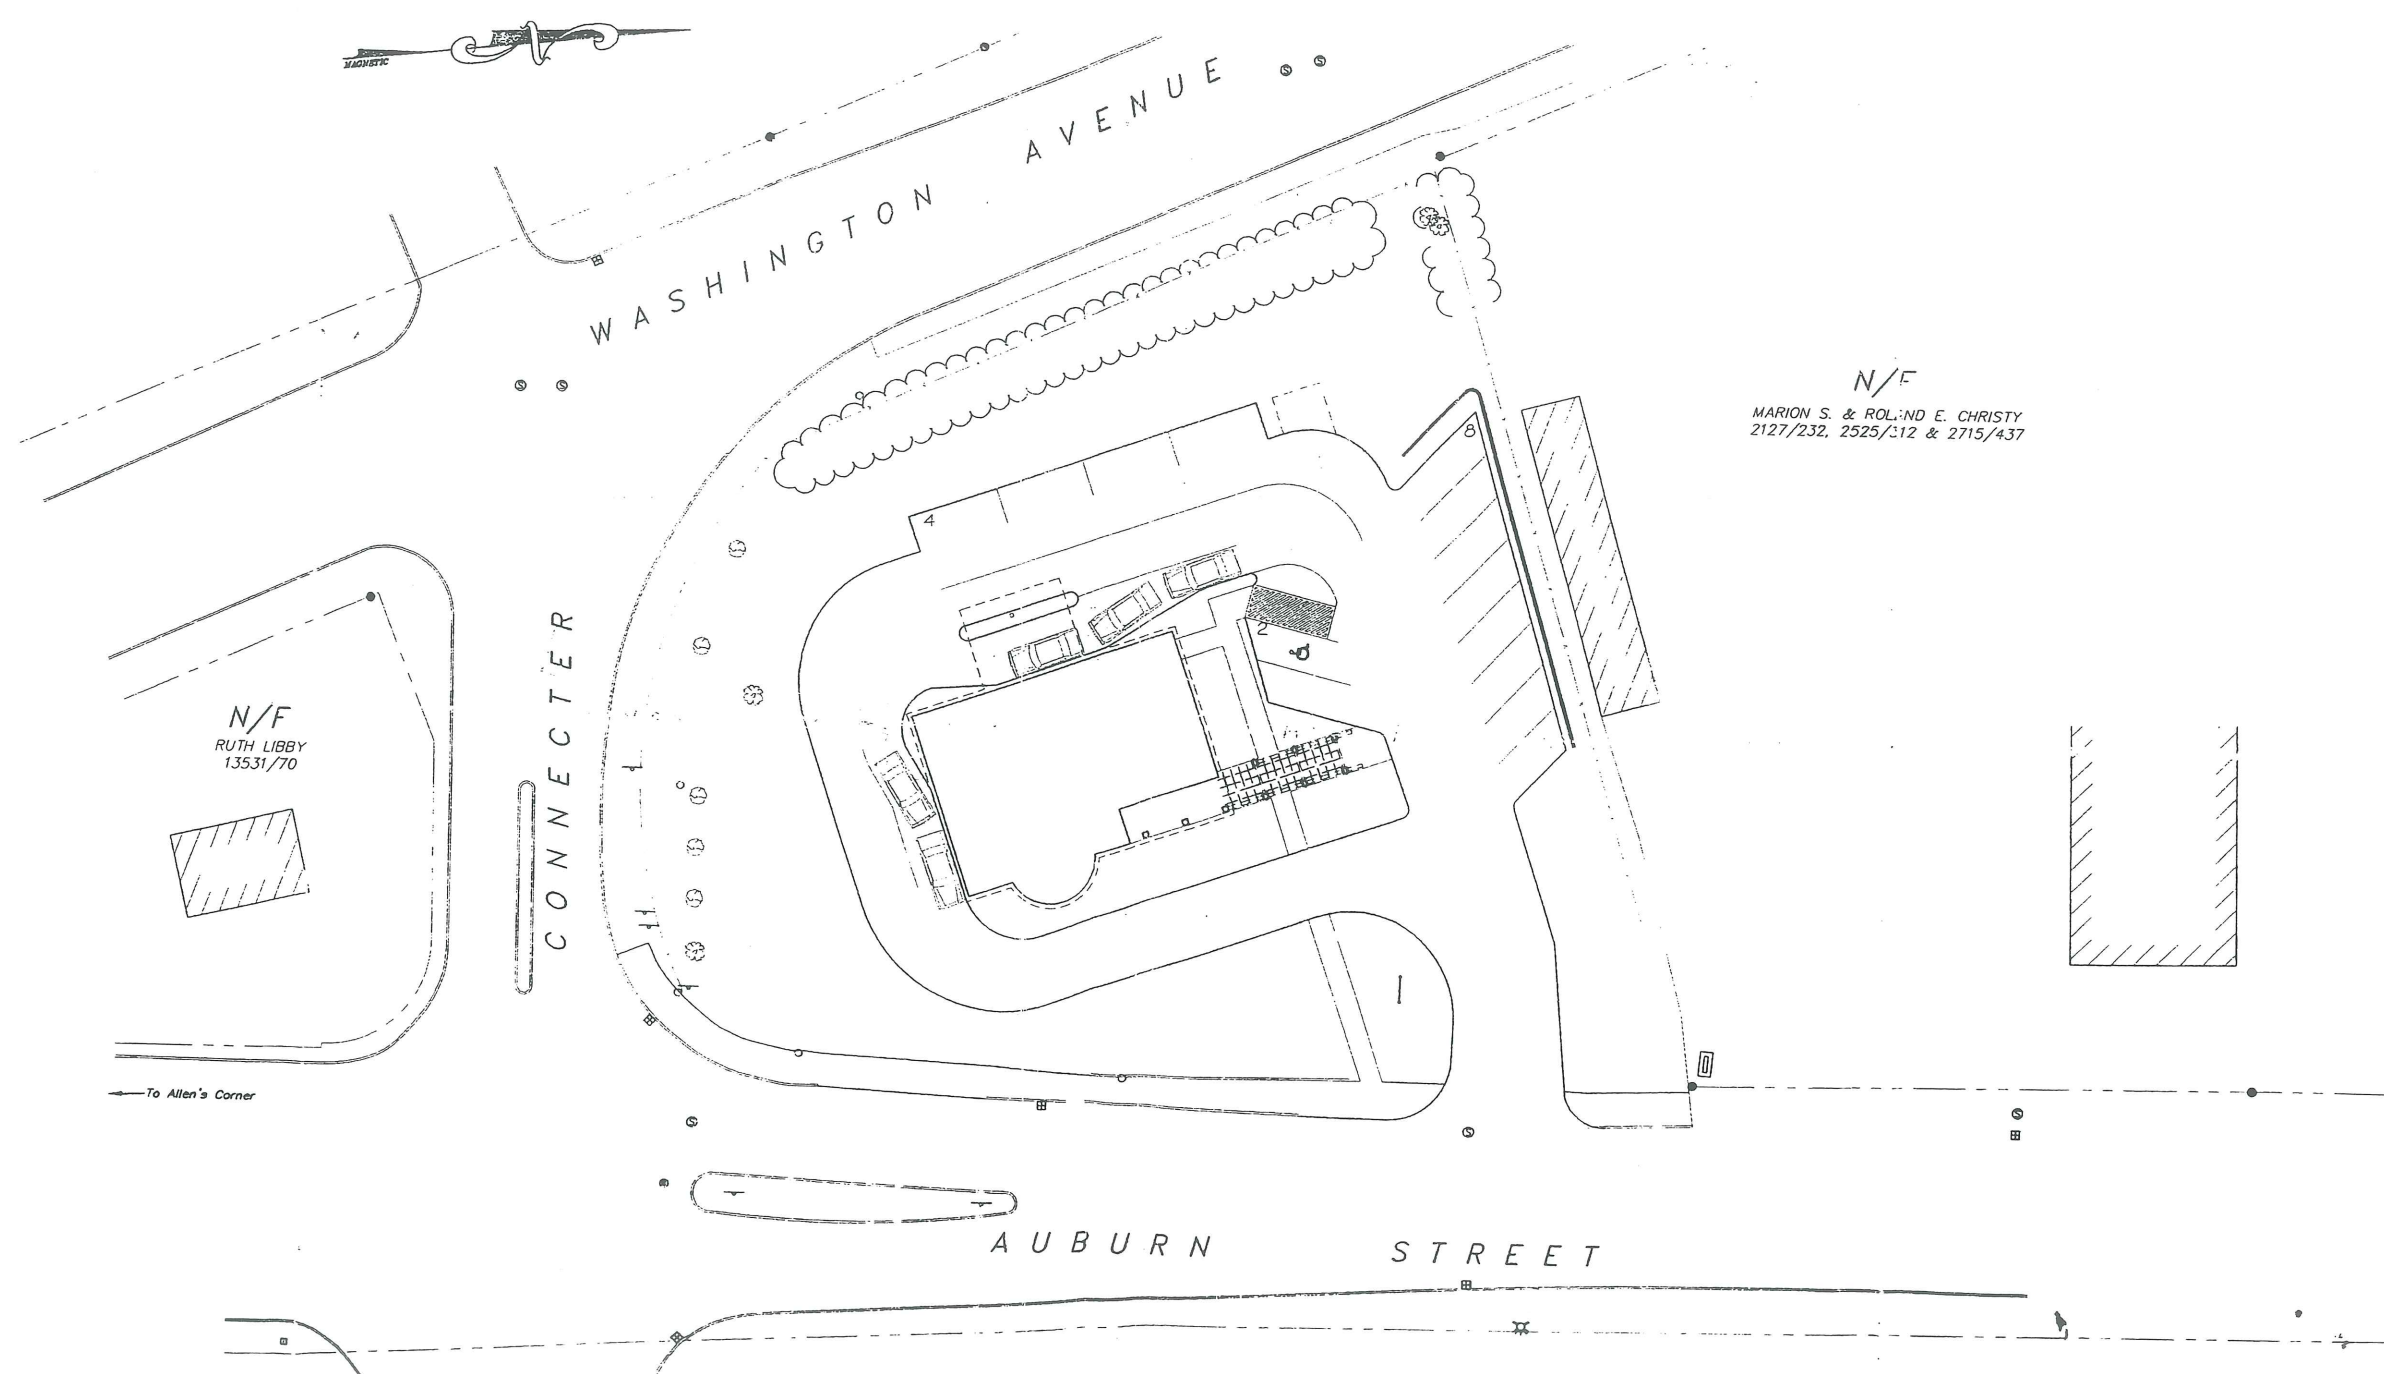 MAGNETIC
WASHINGTON AVENUE
N/F
MARION S. & ROLAND E. CHRISTY
2127/232, 2525/312 & 2715/437
8
4
2
CONNECTER
N/F
RUTH LIBBY
13531/70
To Allen's Corner
AUBURN STREET